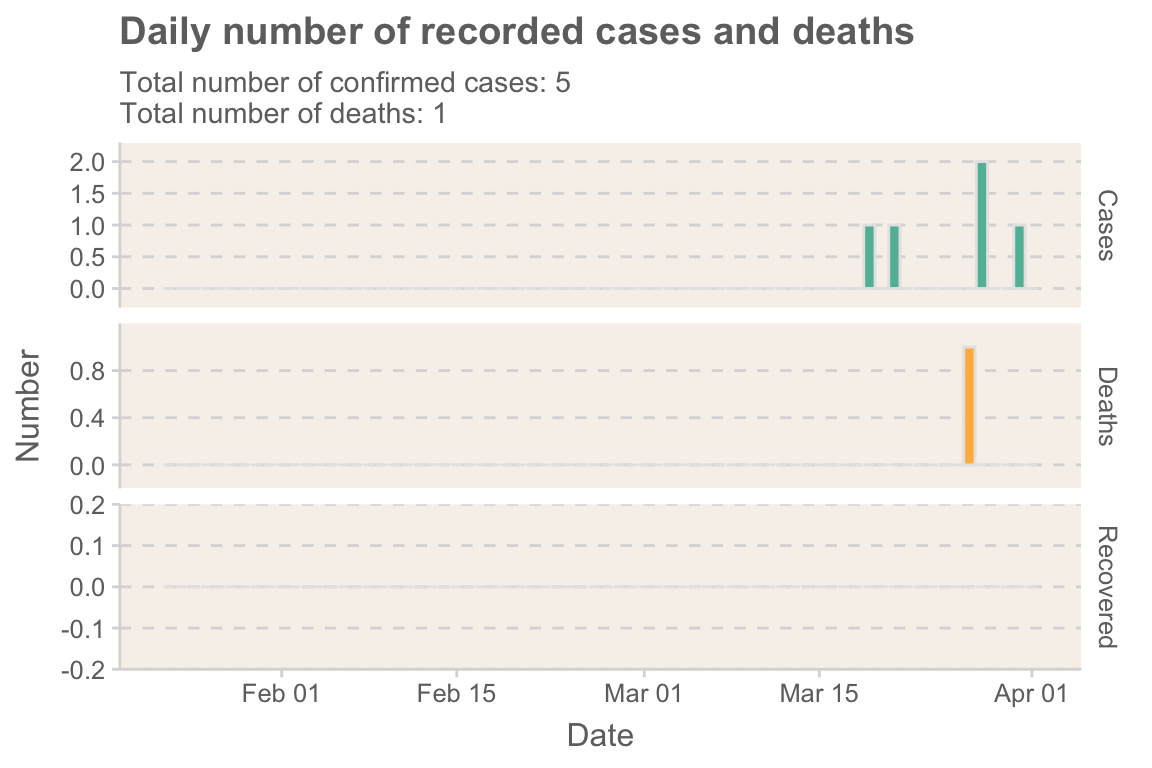 Daily number of recorded cases and deaths
Total number of confirmed cases: 5
Total number of deaths: 1
2.0
1.5
1.0
0.5
0.0
Cases
0.8
0.4
0.0
Deaths
0.2
0.1
0.0
-0.1
-0.2
Recovered
Number
Feb 01 Feb 15 Mar 01 Mar 15 Apr 01
Date